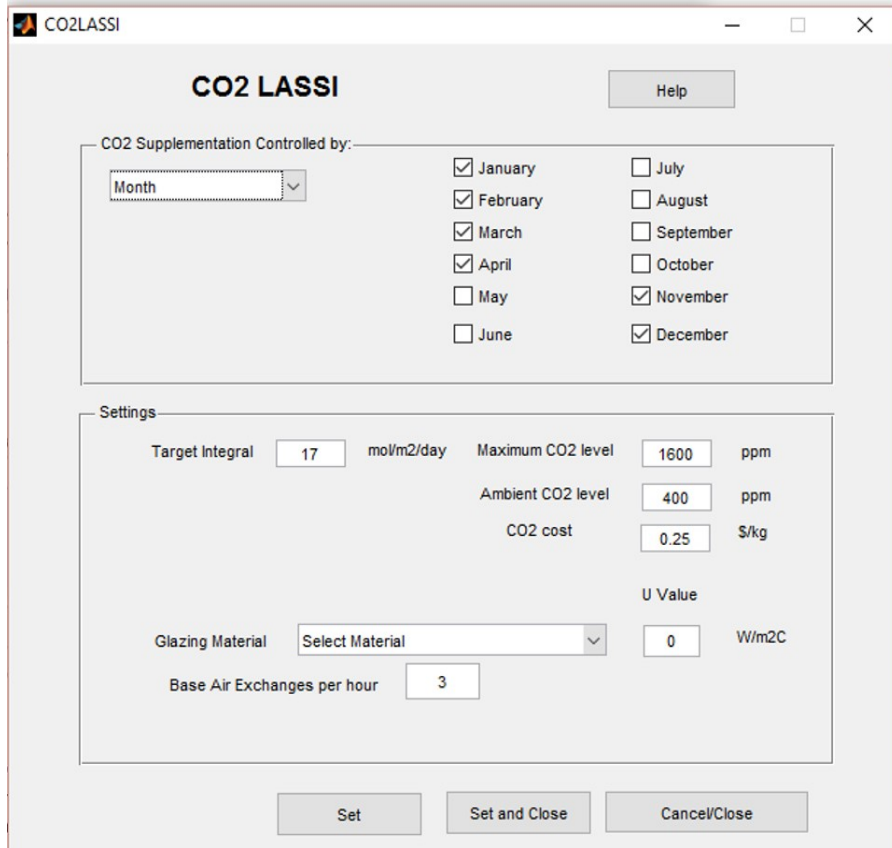 CO2LASSI
CO2 LASSI
Help
CO2 Supplementation Controlled by:
Month
January
July
February
August
March
September
April
October
May
November
June
December
Settings
Target Integral 17 mol/m2/day
Maximum CO2 level 1600 ppm
Ambient CO2 level 400 ppm
CO2 cost 0.25 $/kg
U Value
Glazing Material Select Material 0 W/m2C
Base Air Exchanges per hour 3
Set
Set and Close
Cancel/Close